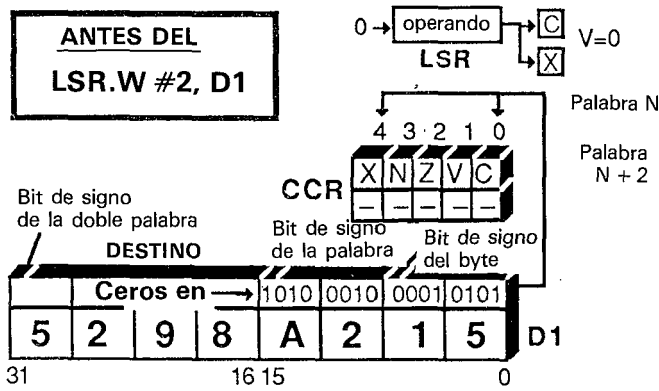 ANTES DEL
LSR.W #2, D1
0 → operando → C
X
V=0
LSR
Palabra N
Palabra
N + 2
4 3 2 1 0
X N Z V C
CCR
– – – – –
Bit de signo
de la doble palabra
DESTINO
Bit de signo
de la palabra
Bit de signo
del byte
Ceros en → 1010 0010 0001 0101
5 2 9 8 A 2 1 5 D1
31 16 15 0